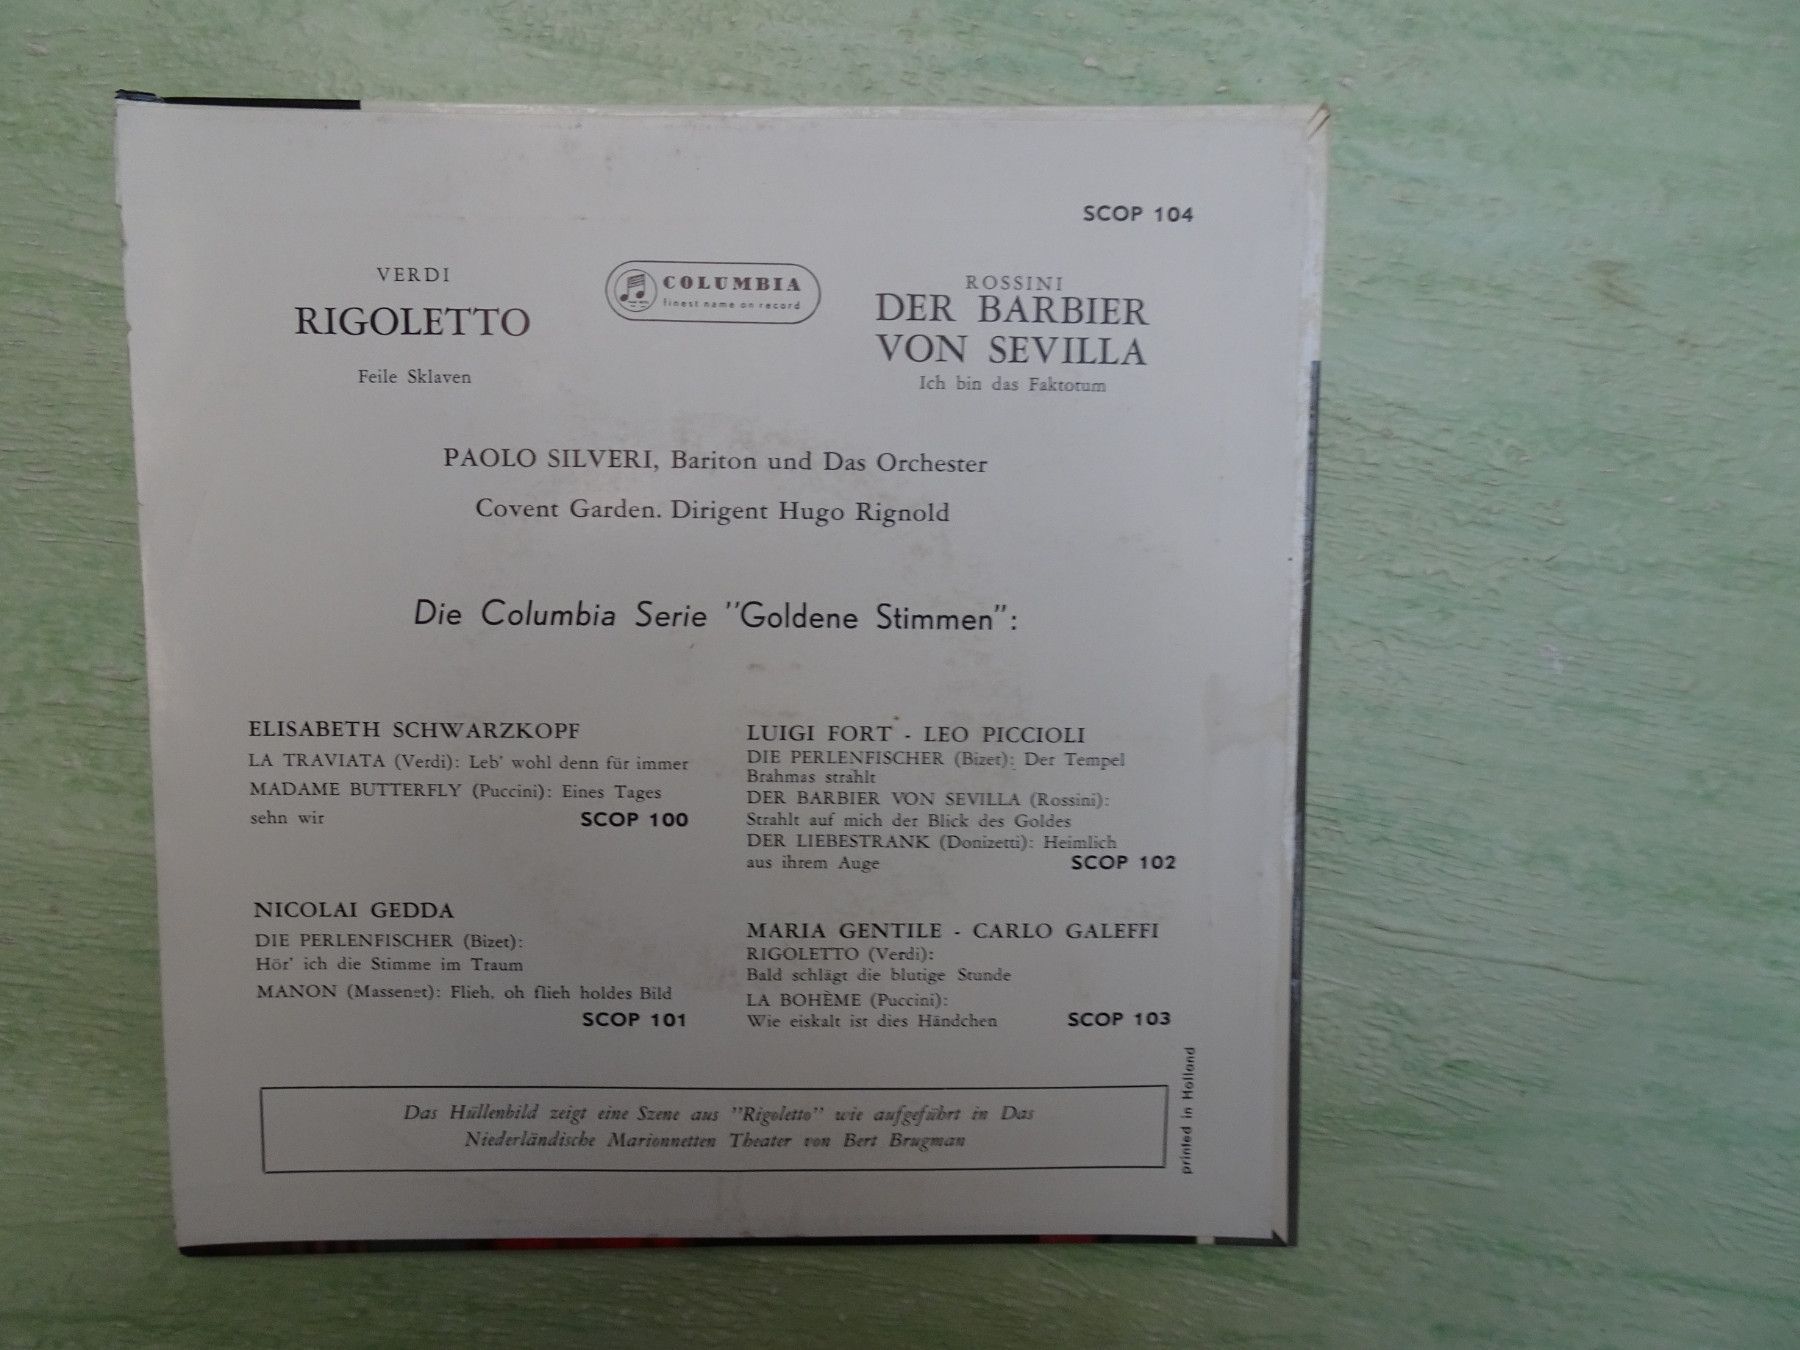 SCOP 104
VERDI
RIGOLETTO
Feile Sklaven
COLUMBIA
finest name on record
ROSSINI
DER BARBIER
VON SEVILLA
Ich bin das Faktotum
PAOLO SILVERI, Bariton und Das Orchester
Covent Garden. Dirigent Hugo Rignold
Die Columbia Serie "Goldene Stimmen":
ELISABETH SCHWARZKOPF
LA TRAVIATA (Verdi): Leb' wohl denn für immer
MADAME BUTTERFLY (Puccini): Eines Tages
sehn wir SCOP 100
NICOLAI GEDDA
DIE PERLENFISCHER (Bizet):
Hör' ich die Stimme im Traum
MANON (Massenet): Flieh, oh flieh holdes Bild
SCOP 101
LUIGI FORT - LEO PICCIOLI
DIE PERLENFISCHER (Bizet): Der Tempel
Brahmas strahlt
DER BARBIER VON SEVILLA (Rossini):
Strahlt auf mich der Blick des Goldes
DER LIEBESTRANK (Donizetti): Heimlich
aus ihrem Auge SCOP 102
MARIA GENTILE - CARLO GALEFFI
RIGOLETTO (Verdi):
Bald schlägt die blutige Stunde
LA BOHÈME (Puccini):
Wie eiskalt ist dies Händchen SCOP 103
Das Hüllenbild zeigt eine Szene aus "Rigoletto" wie aufgeführt in Das
Niederländische Marionnetten Theater von Bert Brugman
printed in Holland